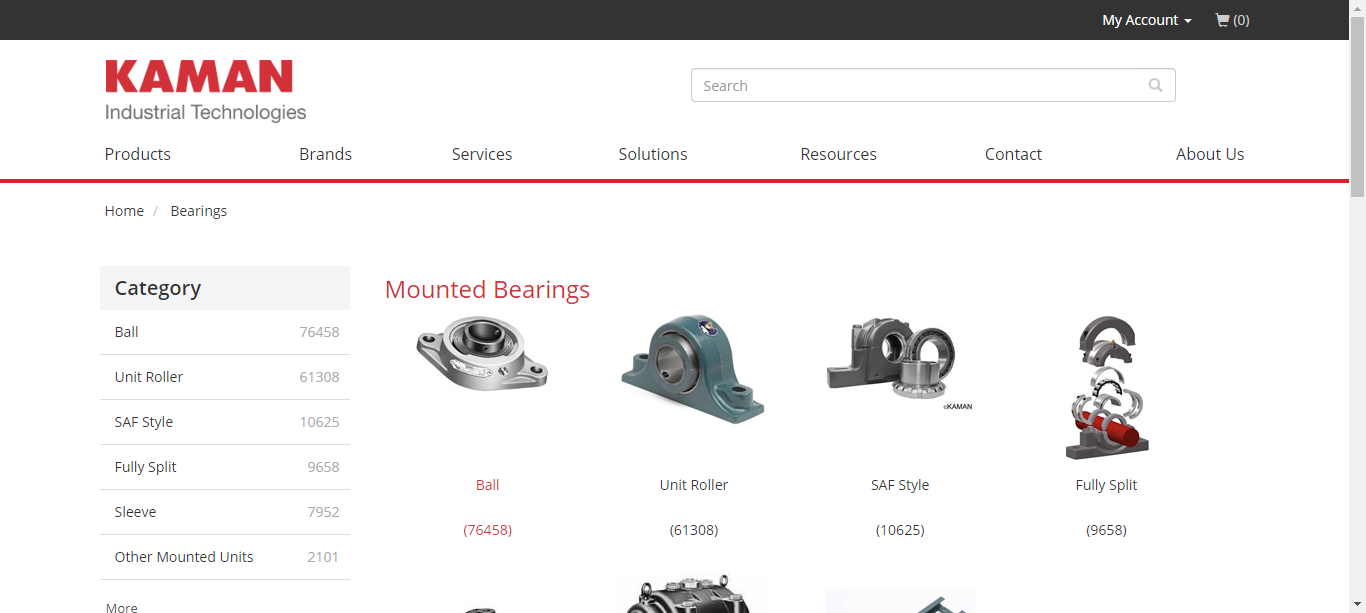 My Account (0)
KAMAN
Industrial Technologies
Search
Products Brands Services Solutions Resources Contact About Us
Home / Bearings
Category
Ball 76458
Unit Roller 61308
SAF Style 10625
Fully Split 9658
Sleeve 7952
Other Mounted Units 2101
More
Mounted Bearings
©KAMAN
Ball Unit Roller SAF Style Fully Split
(76458) (61308) (10625) (9658)